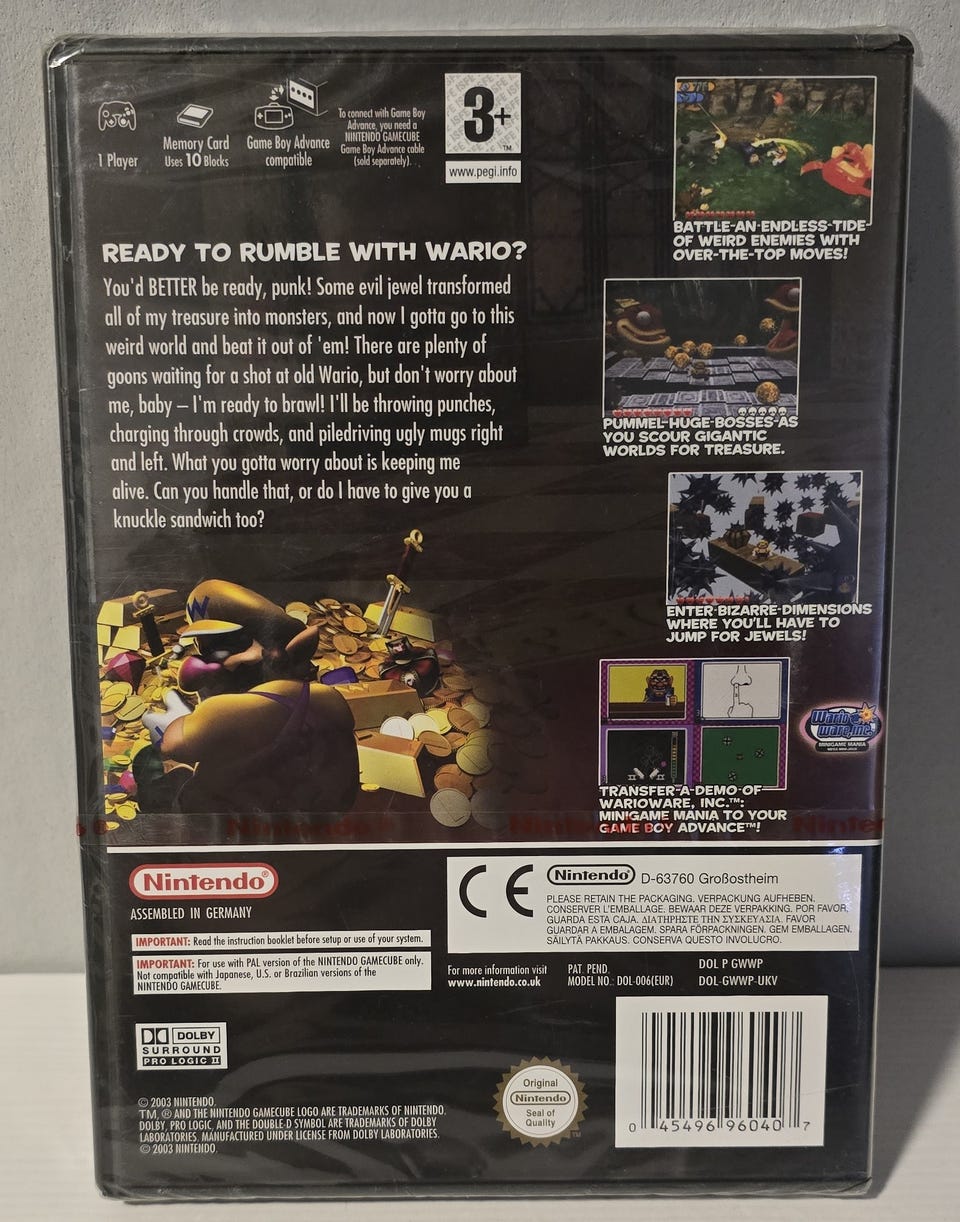 1 Player
Memory Card
Uses 10 Blocks
Game Boy Advance
compatible
To connect with Game Boy
Advance, you need a
NINTENDO GAMECUBE
Game Boy Advance cable
(sold separately).
3+
TM
www.pegi.info
READY TO RUMBLE WITH WARIO?
You'd BETTER be ready, punk! Some evil jewel transformed
all of my treasure into monsters, and now I gotta go to this
weird world and beat it out of 'em! There are plenty of
goons waiting for a shot at old Wario, but don't worry about
me, baby – I'm ready to brawl! I'll be throwing punches,
charging through crowds, and piledriving ugly mugs right
and left. What you gotta worry about is keeping me
alive. Can you handle that, or do I have to give you a
knuckle sandwich too?
BATTLE AN ENDLESS TIDE
OF WEIRD ENEMIES WITH
OVER-THE-TOP MOVES!
PUMMEL HUGE BOSSES AS
YOU SCOUR GIGANTIC
WORLDS FOR TREASURE.
ENTER BIZARRE DIMENSIONS
WHERE YOU'LL HAVE TO
JUMP FOR JEWELS!
W
Wario
Ware, Inc.
MINIGAME MANIA
TRANSFER A DEMO OF
WARIOWARE, INC.™:
MINIGAME MANIA TO YOUR
GAME BOY ADVANCE™!
Nintendo® Nintendo Ninten
Nintendo®
ASSEMBLED IN GERMANY
IMPORTANT: Read the instruction booklet before setup or use of your system.
IMPORTANT: For use with PAL version of the NINTENDO GAMECUBE only.
Not compatible with Japanese, U.S. or Brazilian versions of the
NINTENDO GAMECUBE.
CE
Nintendo® D-63760 Großostheim
PLEASE RETAIN THE PACKAGING. VERPACKUNG AUFHEBEN.
CONSERVER L'EMBALLAGE. BEWAAR DEZE VERPAKKING. POR FAVOR,
GUARDA ESTA CAJA. ΔΙΑΤΗΡΗΣΤΕ ΤΗΝ ΣΥΣΚΕΥΑΣΙΑ. FAVOR
GUARDAR A EMBALAGEM. SPARA FÖRPACKNINGEN. GEM EMBALLAGEN.
SÄILYTÄ PAKKAUS. CONSERVA QUESTO INVOLUCRO.
For more information visit
www.nintendo.co.uk
PAT. PEND.
MODEL NO.: DOL-006(EUR)
DOL P GWWP
DOL-GWWP-UKV
DOLBY
SURROUND
PRO LOGIC II
© 2003 NINTENDO.
TM, ® AND THE NINTENDO GAMECUBE LOGO ARE TRADEMARKS OF NINTENDO.
DOLBY, PRO LOGIC, AND THE DOUBLE-D SYMBOL ARE TRADEMARKS OF DOLBY
LABORATORIES. MANUFACTURED UNDER LICENSE FROM DOLBY LABORATORIES.
© 2003 NINTENDO.
Original
Nintendo
Seal of
Quality
TM
0 45496 96040 7